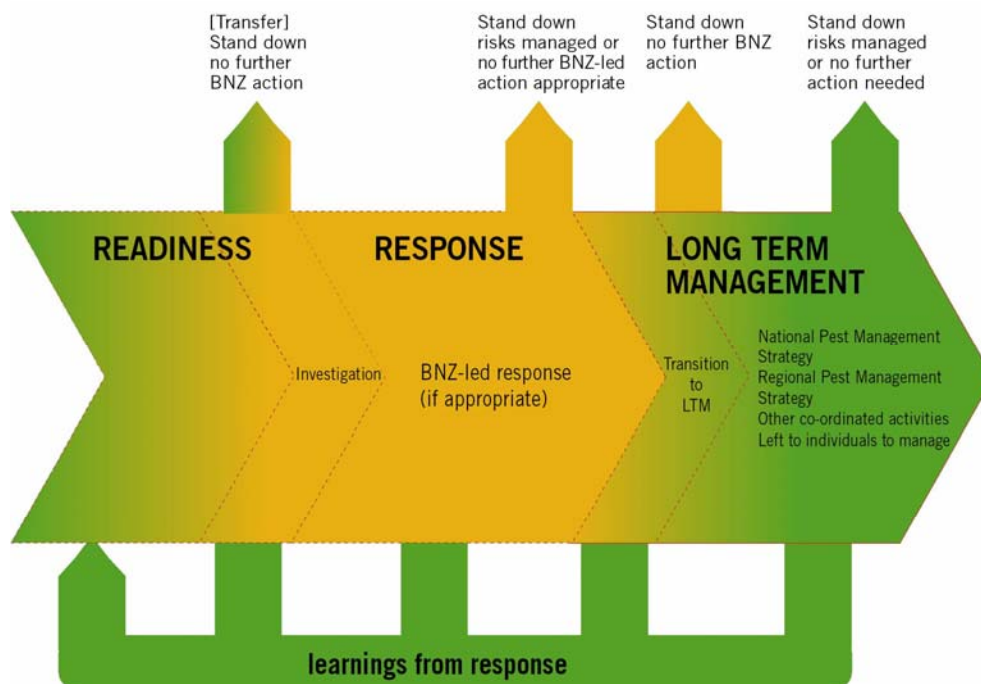 [Transfer]
Stand down
no further
BNZ action
Stand down
risks managed or
no further BNZ-led
action appropriate
Stand down
no further BNZ
action
Stand down
risks managed
or no further
action needed
READINESS
RESPONSE
LONG TERM
MANAGEMENT
Investigation
BNZ-led response
(if appropriate)
Transition
to
LTM
National Pest Management
Strategy
Regional Pest Management
Strategy
Other co-ordinated activities
Left to individuals to manage
learnings from response